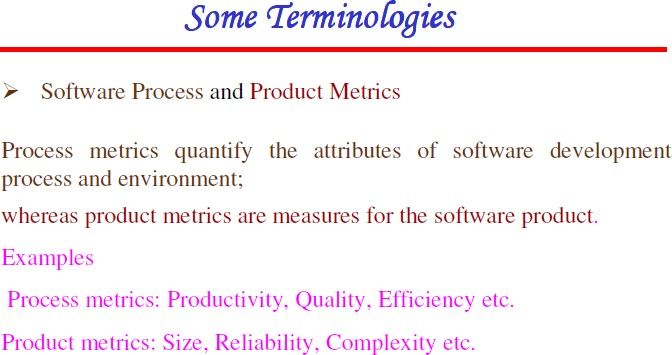 Some Terminologies
➢ Software Process and Product Metrics
Process metrics quantify the attributes of software development
process and environment;
whereas product metrics are measures for the software product.
Examples
Process metrics: Productivity, Quality, Efficiency etc.
Product metrics: Size, Reliability, Complexity etc.